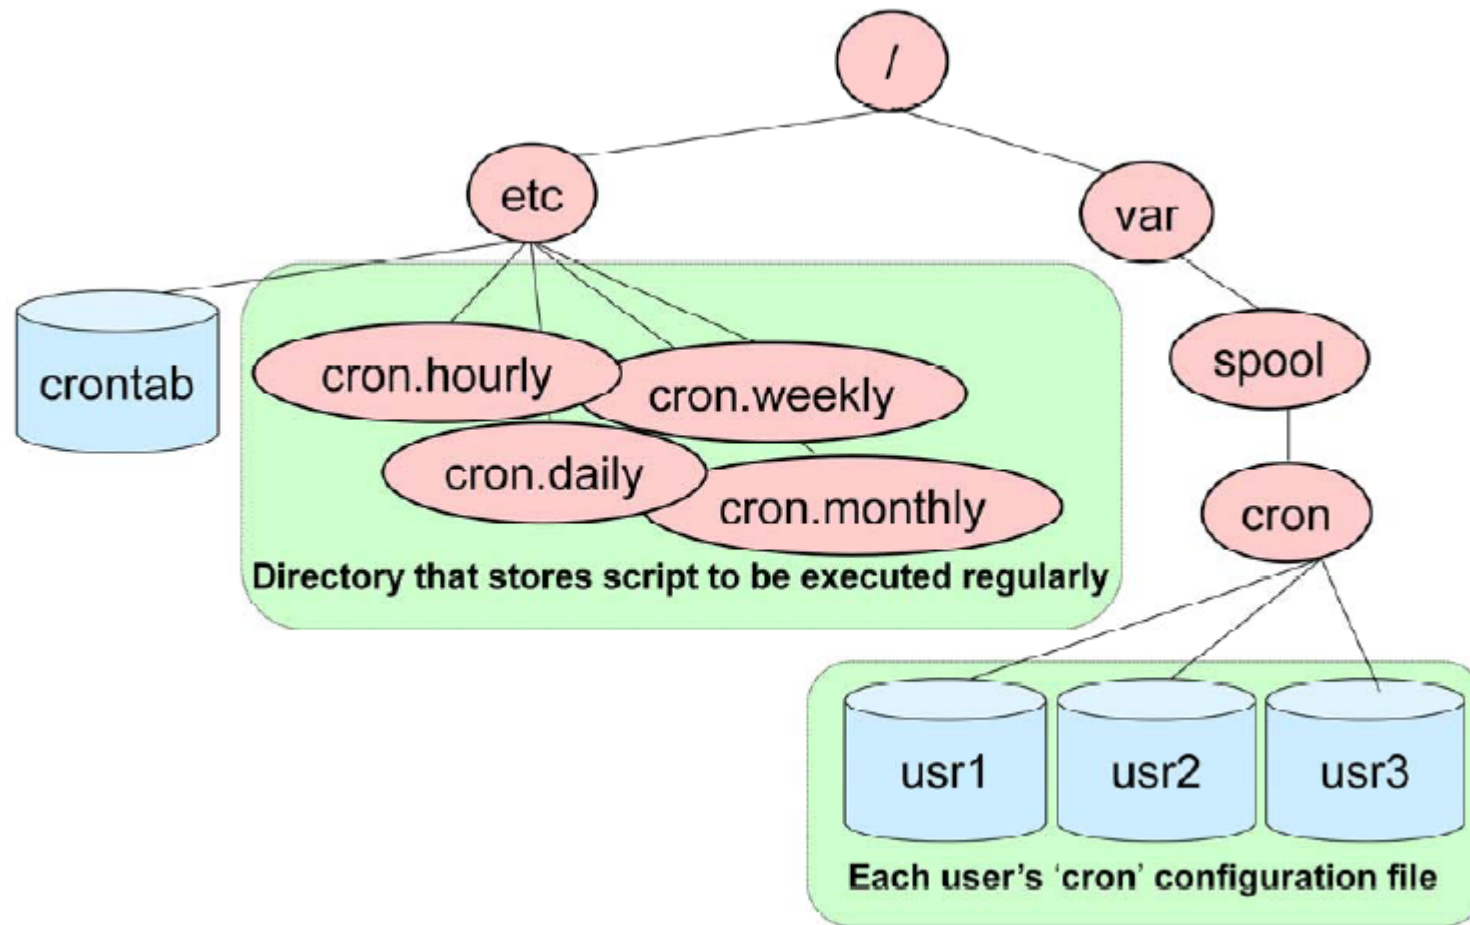 /
etc
var
crontab
cron.hourly
cron.weekly
spool
cron.daily
cron.monthly
cron
Directory that stores script to be executed regularly
usr1
usr2
usr3
Each user's 'cron' configuration file